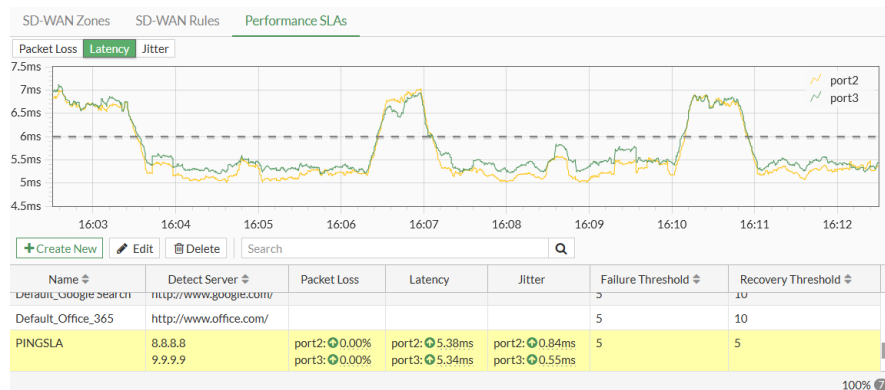 SD-WAN Zones SD-WAN Rules Performance SLAs
Packet Loss Latency Jitter
7.5ms
7ms
6.5ms
6ms
5.5ms
5ms
4.5ms
port2
port3
16:03 16:04 16:05 16:06 16:07 16:08 16:09 16:10 16:11 16:12
+Create New Edit Delete Search
Name Detect Server Packet Loss Latency Jitter Failure Threshold Recovery Threshold
Default_Google Search http://www.google.com/ 5 10
Default_Office_365 http://www.office.com/ 5 10
PINGSLA 8.8.8.8 port2: 0.00% port2: 5.38ms port2: 0.84ms 5 5
9.9.9.9 port3: 0.00% port3: 5.34ms port3: 0.55ms
100% 7